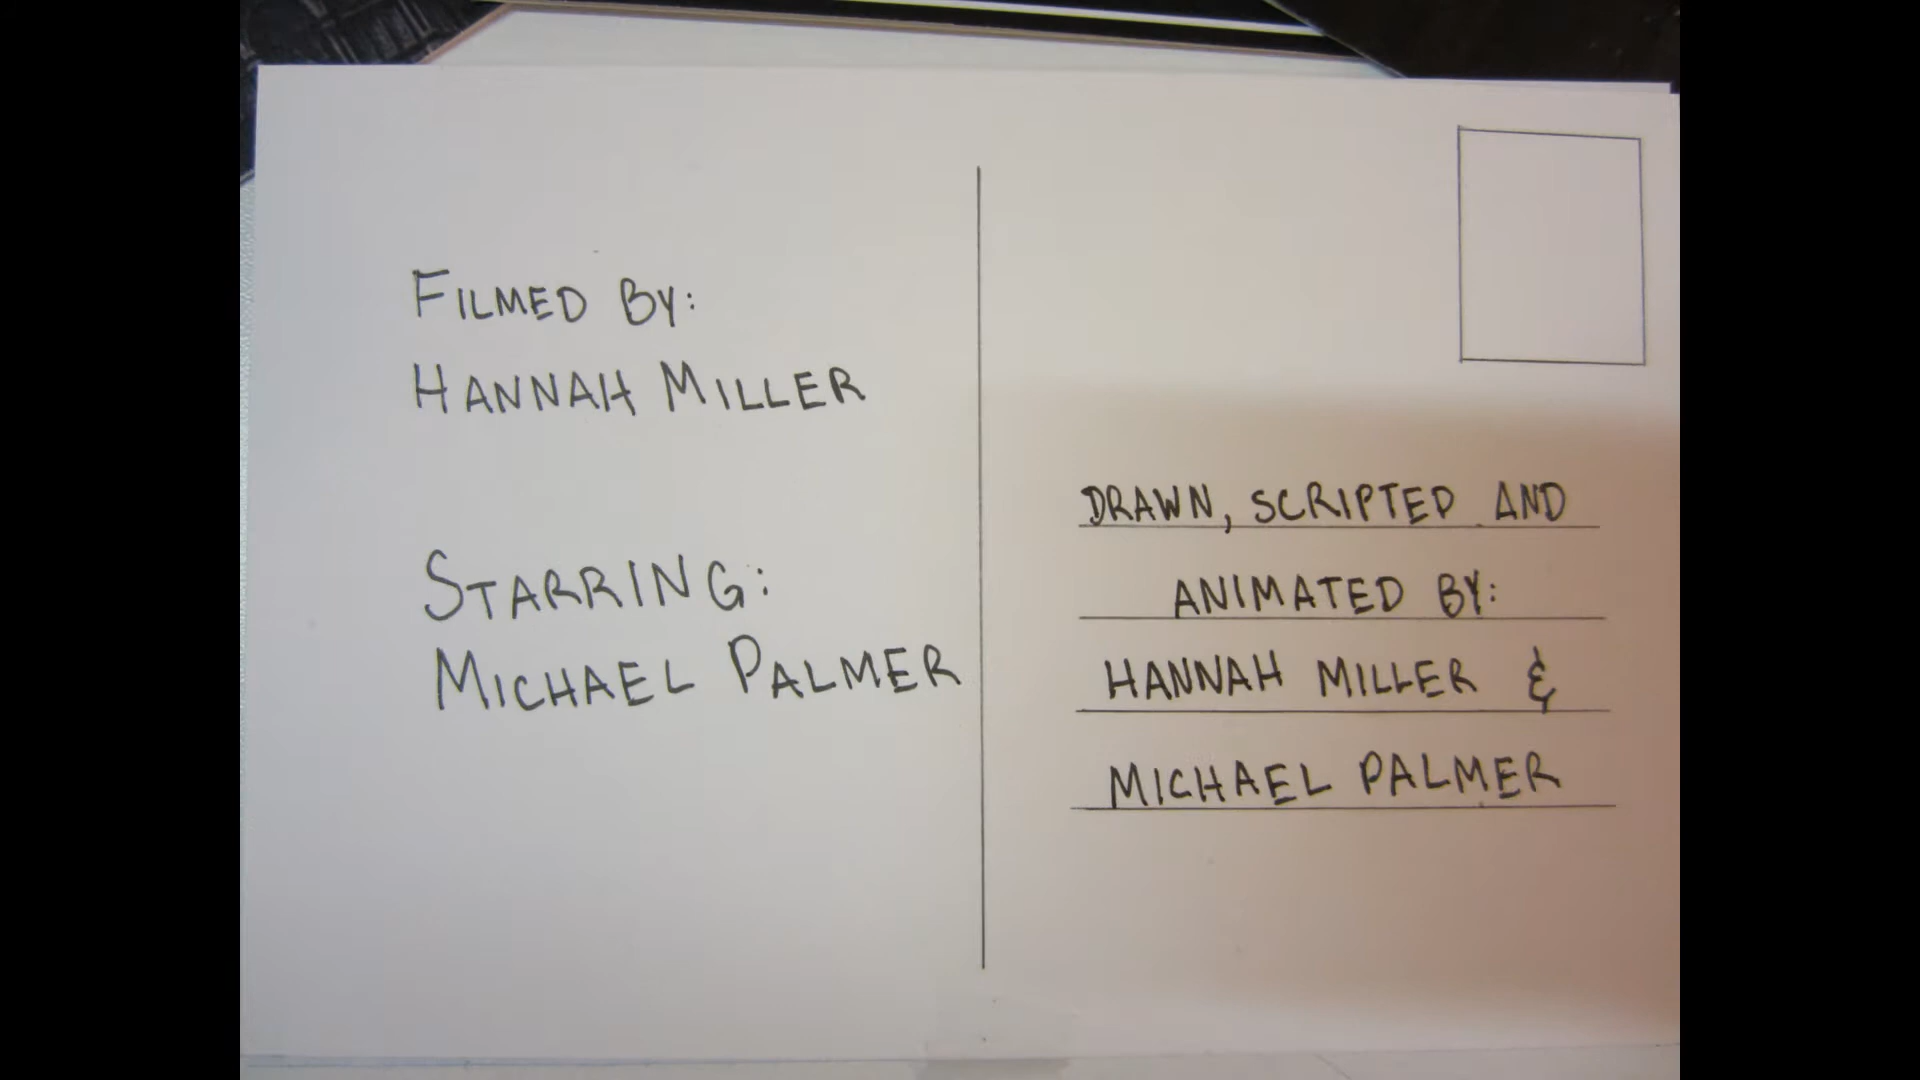 FILMED BY:
HANNAH MILLER
STARRING:
MICHAEL PALMER
DRAWN, SCRIPTED AND
ANIMATED BY:
HANNAH MILLER &
MICHAEL PALMER